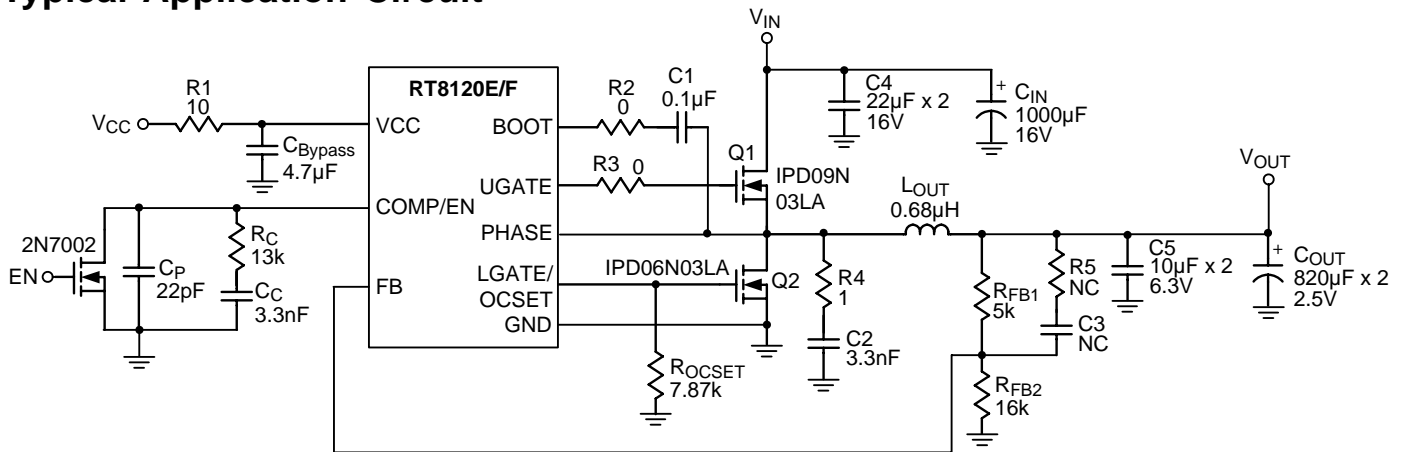 Typical Application Circuit
VIN
VCC
R1
10
CBypass
4.7µF
RT8120E/F
VCC
BOOT
UGATE
COMP/EN
PHASE
LGATE/
OCSET
FB
GND
R2
0
C1
0.1µF
R3 0
Q1
IPD09N
03LA
C4
22µF x 2
16V
+
CIN
1000µF
16V
VOUT
LOUT
0.68µH
2N7002
EN
CP
22pF
RC
13k
CC
3.3nF
IPD06N03LA
Q2
R4
1
C2
3.3nF
ROCSET
7.87k
RFB1
5k
R5
NC
C3
NC
C5
10µF x 2
6.3V
+
COUT
820µF x 2
2.5V
RFB2
16k